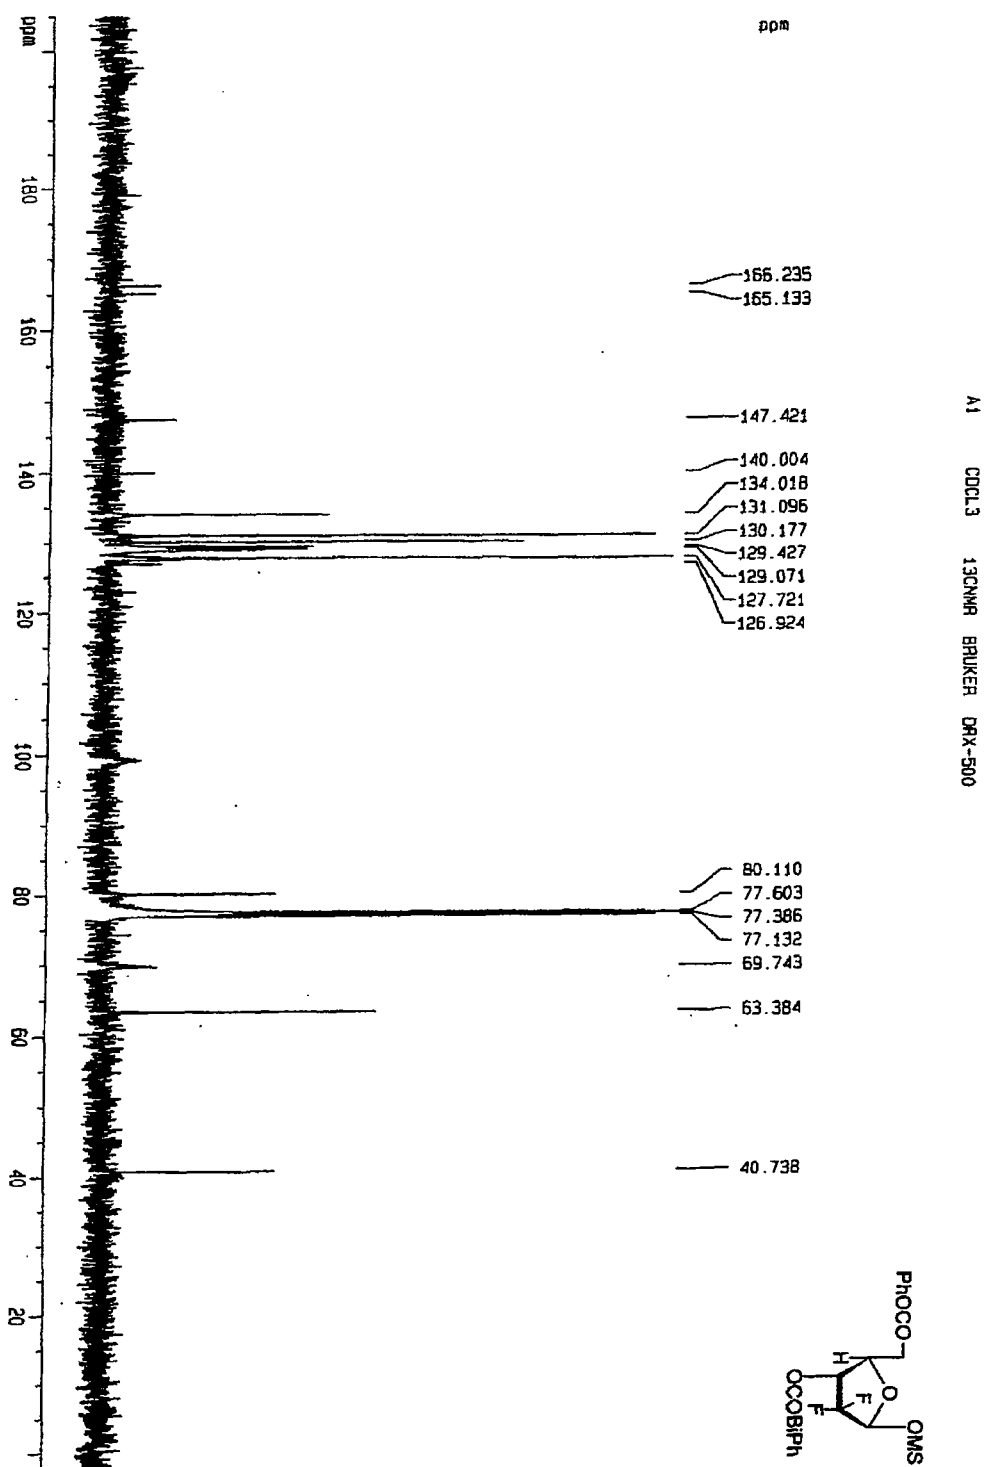 A1 CDCL3 13CNMR BRUKER DRX-500
ppm
166.235
165.133
147.421
140.004
134.018
131.096
130.177
129.427
129.071
127.721
126.924
80.110
77.603
77.386
77.132
69.743
63.384
40.738
ppm 180 160 140 120 100 80 60 40 20
PhOCO
O
OMS
H
F
F
OCOBiPh